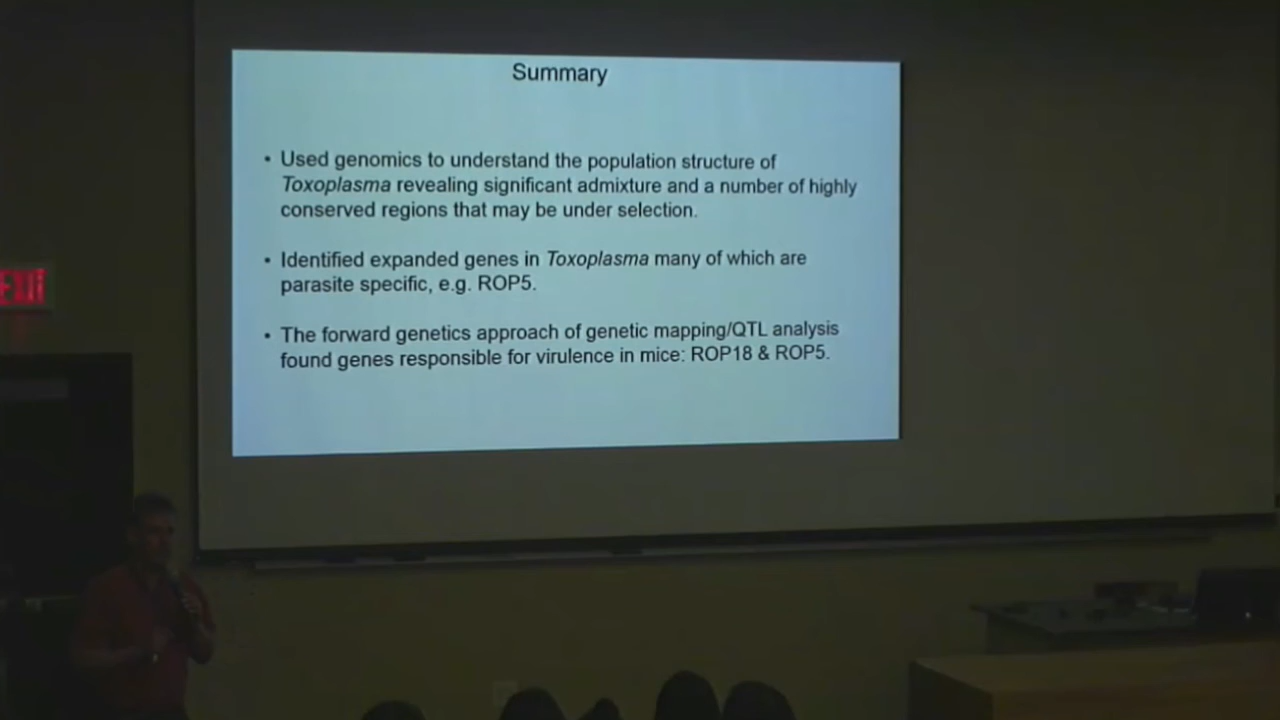 Summary
• Used genomics to understand the population structure of
Toxoplasma revealing significant admixture and a number of highly
conserved regions that may be under selection.
• Identified expanded genes in Toxoplasma many of which are
parasite specific, e.g. ROP5.
• The forward genetics approach of genetic mapping/QTL analysis
found genes responsible for virulence in mice: ROP18 & ROP5.
EXIT